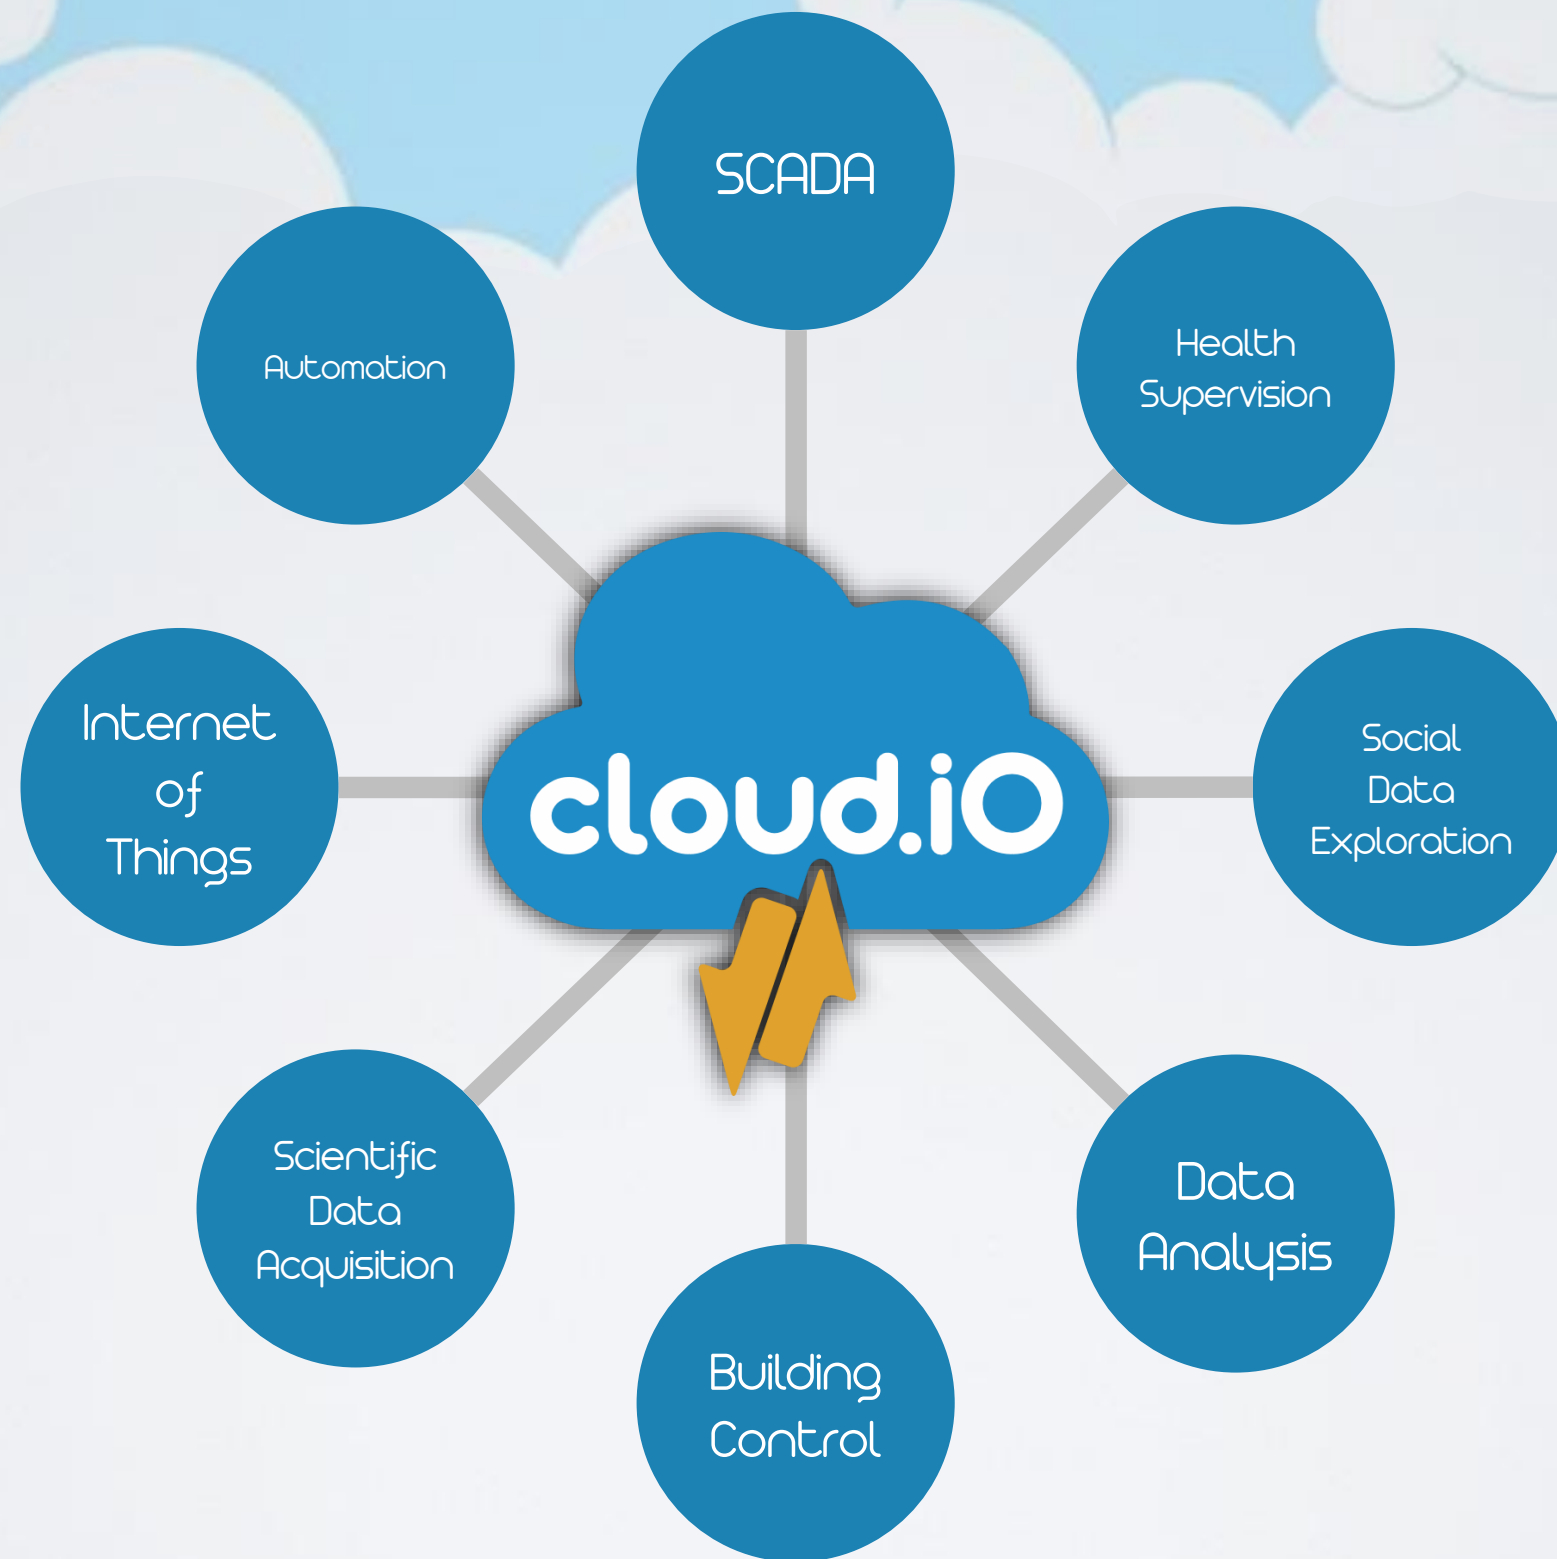 SCADA
Automation
Health
Supervision
Internet
of
Things
cloud.iO
Social
Data
Exploration
Scientific
Data
Acquisition
Data
Analysis
Building
Control